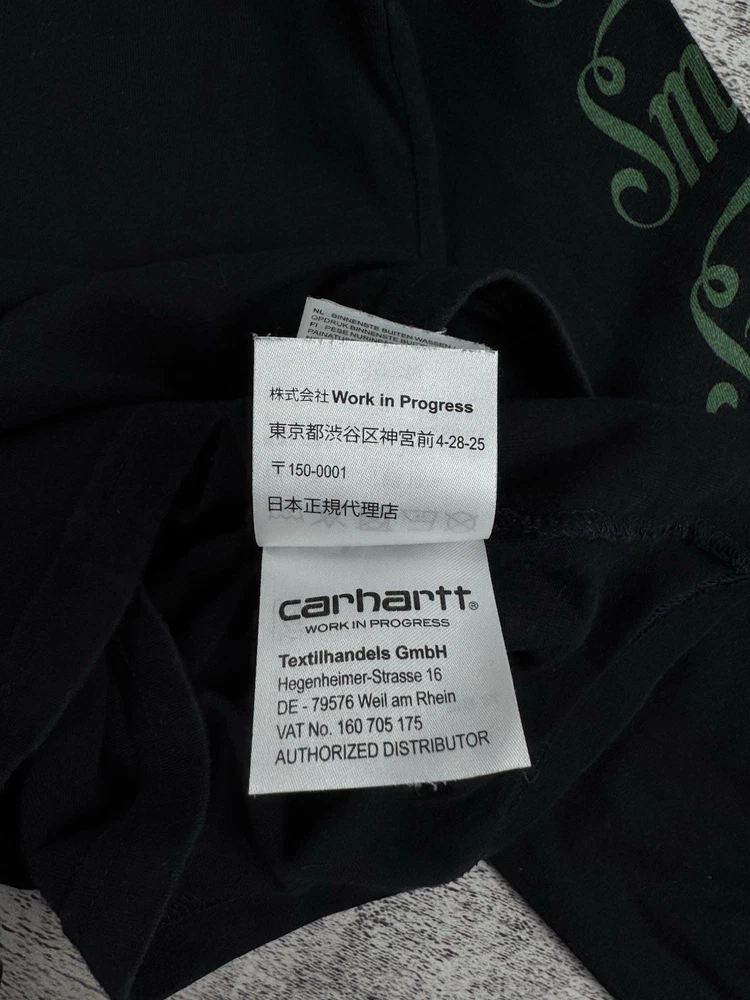 Sm
NL BINNENSTE BUITEN WASSEN
OPDRUK BINNENSTE
FI PESE
株式会社Work in Progress
東京都渋谷区神宮前4-28-25
〒150-0001
日本正規代理店
carhartt®
WORK IN PROGRESS
Textilhandels GmbH
Hegenheimer-Strasse 16
DE - 79576 Weil am Rhein
VAT No. 160 705 175
AUTHORIZED DISTRIBUTOR